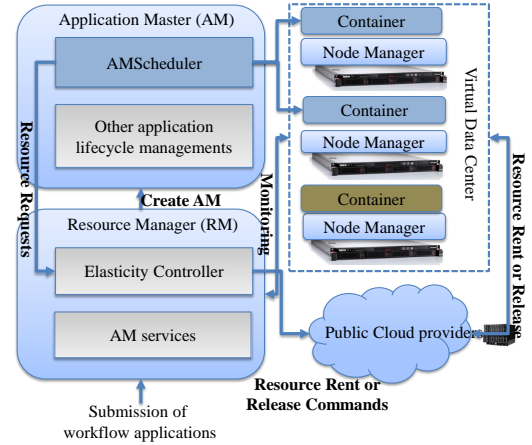 Application Master (AM)
AMScheduler
Other application
lifecycle managements
Resource Requests
Create AM
Resource Manager (RM)
Elasticity Controller
AM services
Submission of
workflow applications
Monitoring
Container
Node Manager
Container
Node Manager
Container
Node Manager
Virtual Data Center
Resource Rent or Release
Public Cloud provider
Resource Rent or
Release Commands